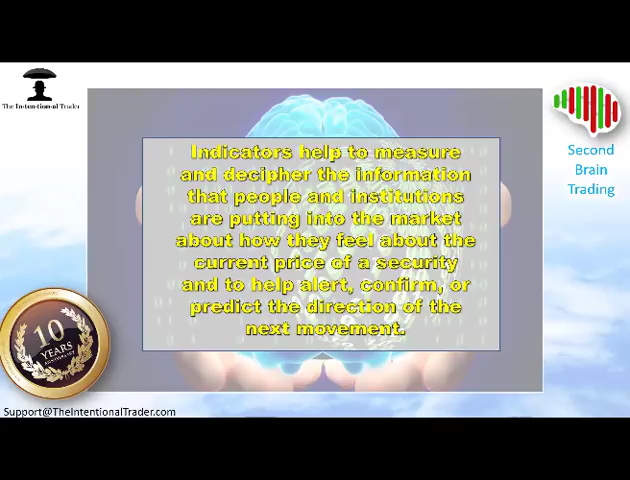 The Intentional Trader
Indicators help to measure
and decipher the information
that people and institutions
are putting into the market
about how they feel about the
current price of a security
and to help alert, confirm, or
predict the direction of the
next movement.
Second
Brain
Trading
10
YEARS
ANNIVERSARY
Support@TheIntentionalTrader.com